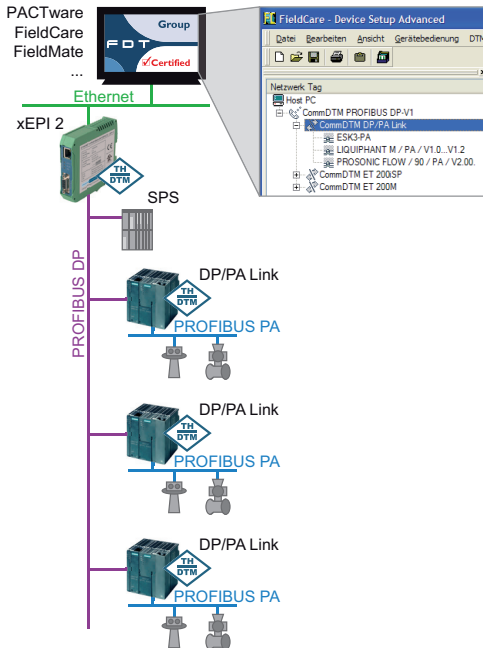 PACTware
FieldCare
FieldMate
...
Group
FDT
Certified
Ethernet
xEPI 2
TH
DTM
SPS
PROFIBUS DP
DP/PA Link
TH
DTM
PROFIBUS PA
DP/PA Link
TH
DTM
PROFIBUS PA
DP/PA Link
TH
DTM
PROFIBUS PA
FieldCare - Device Setup Advanced
Datei Bearbeiten Ansicht Gerätebedienung DTM
Netzwerk Tag
Host PC
CommDTM PROFIBUS DP-V1
CommDTM DP/PA Link
ESK3-PA
LIQUIPHANT M / PA / V1.0...V1.2
PROSONIC FLOW / 90 / PA / V2.00.
CommDTM ET 200iSP
CommDTM ET 200M